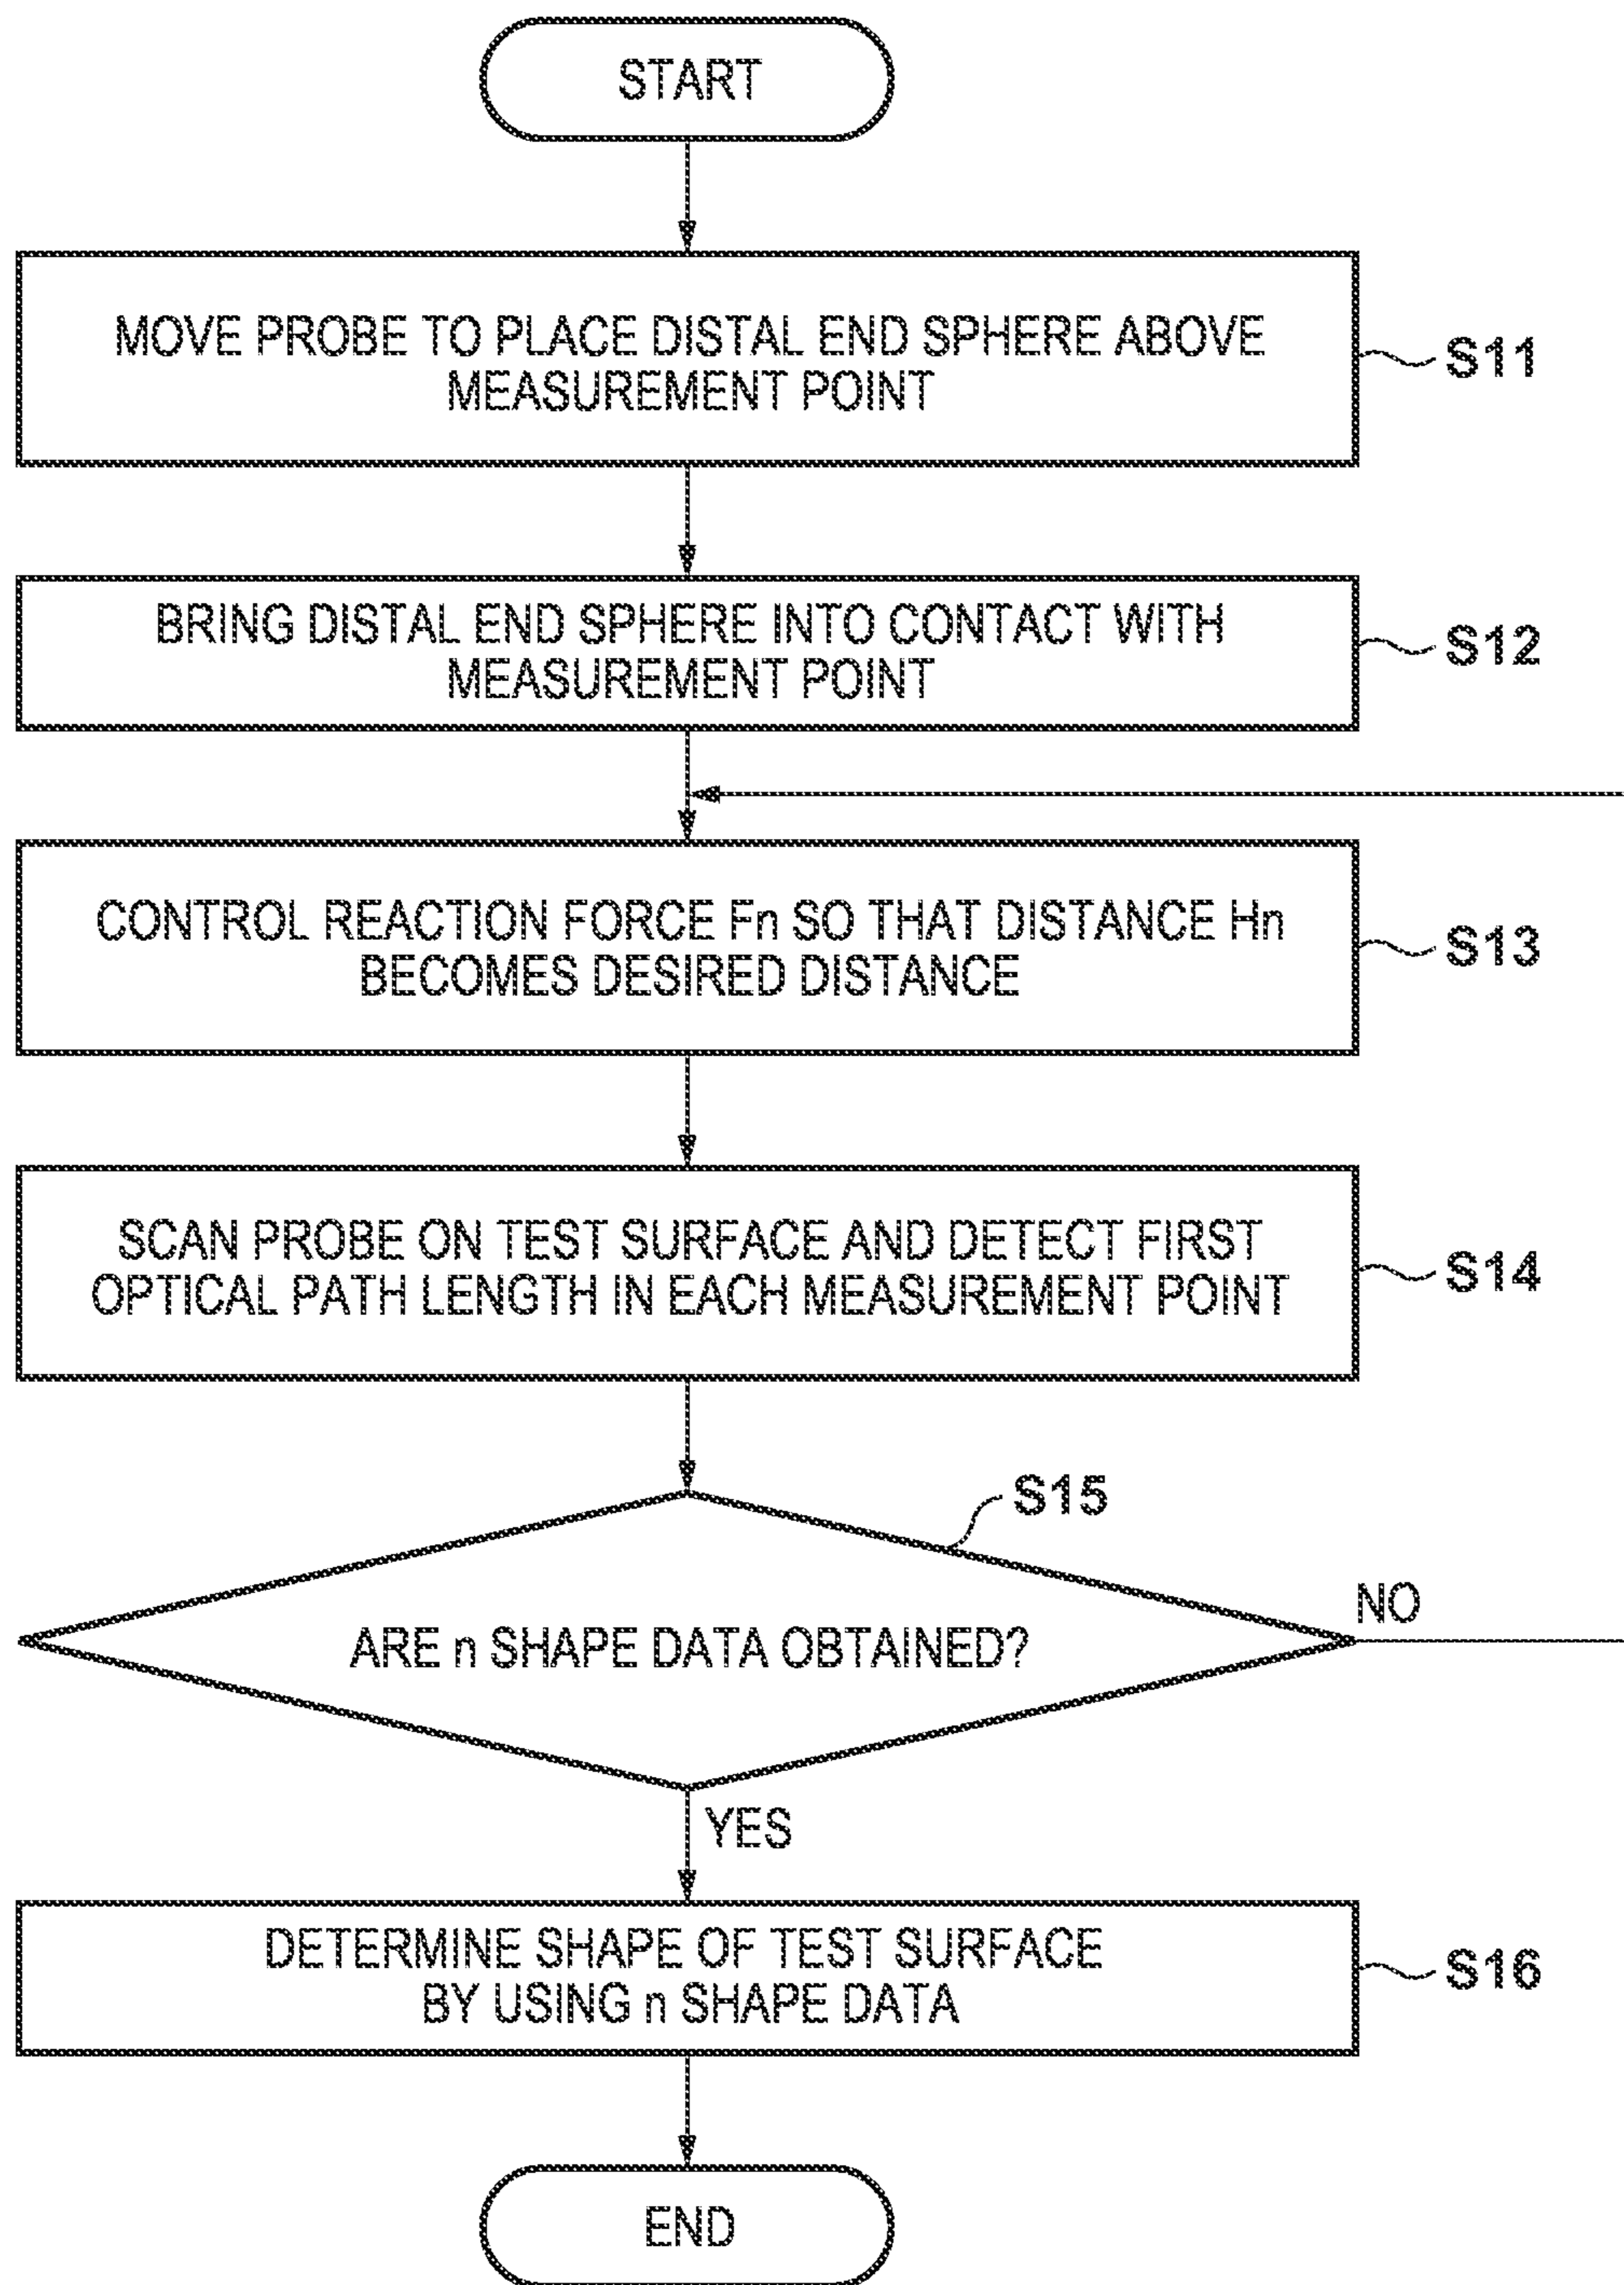 START
MOVE PROBE TO PLACE DISTAL END SPHERE ABOVE
MEASUREMENT POINT
S11
BRING DISTAL END SPHERE INTO CONTACT WITH
MEASUREMENT POINT
S12
CONTROL REACTION FORCE Fn SO THAT DISTANCE Hn
BECOMES DESIRED DISTANCE
S13
SCAN PROBE ON TEST SURFACE AND DETECT FIRST
OPTICAL PATH LENGTH IN EACH MEASUREMENT POINT
S14
S15
ARE n SHAPE DATA OBTAINED?
NO
YES
DETERMINE SHAPE OF TEST SURFACE
BY USING n SHAPE DATA
S16
END